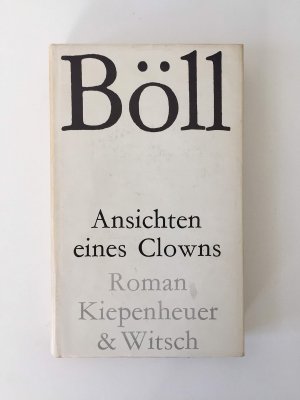 Böll
Ansichten
eines Clowns
Roman
Kiepenheuer
& Witsch